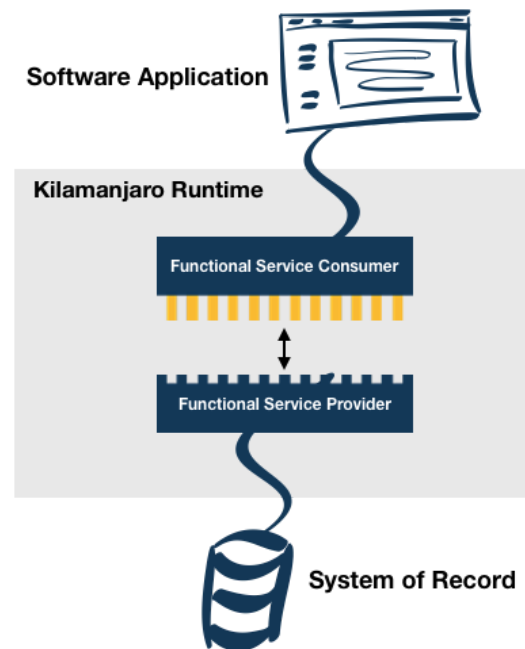 Software Application
Kilamanjaro Runtime
Functional Service Consumer
Functional Service Provider
System of Record